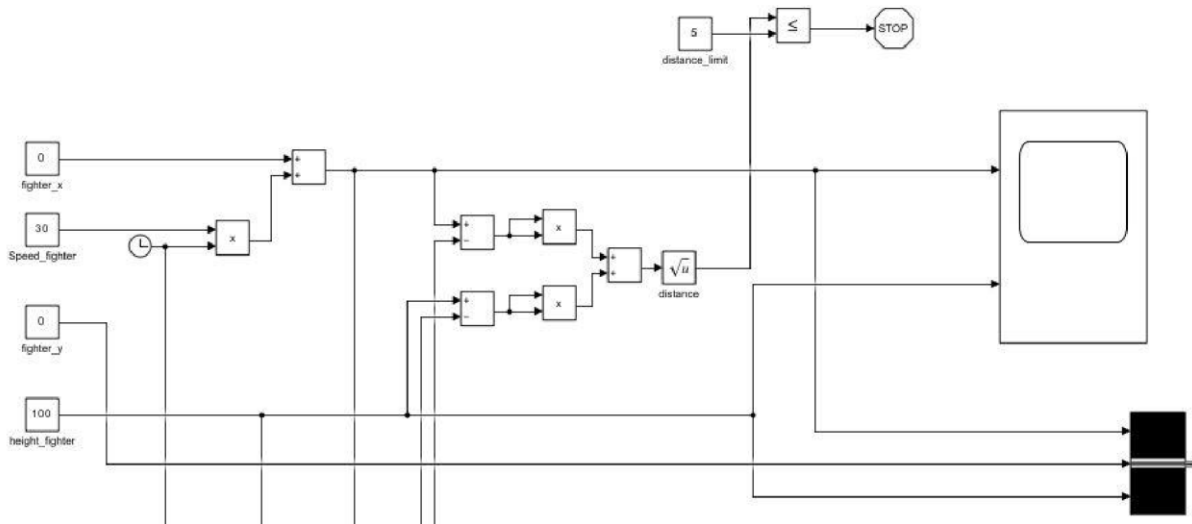 5
distance_limit
≤
STOP
0
fighter_x
+
+
30
Speed_fighter
x
+
−
x
+
+
√u
distance
+
−
x
0
fighter_y
100
height_fighter